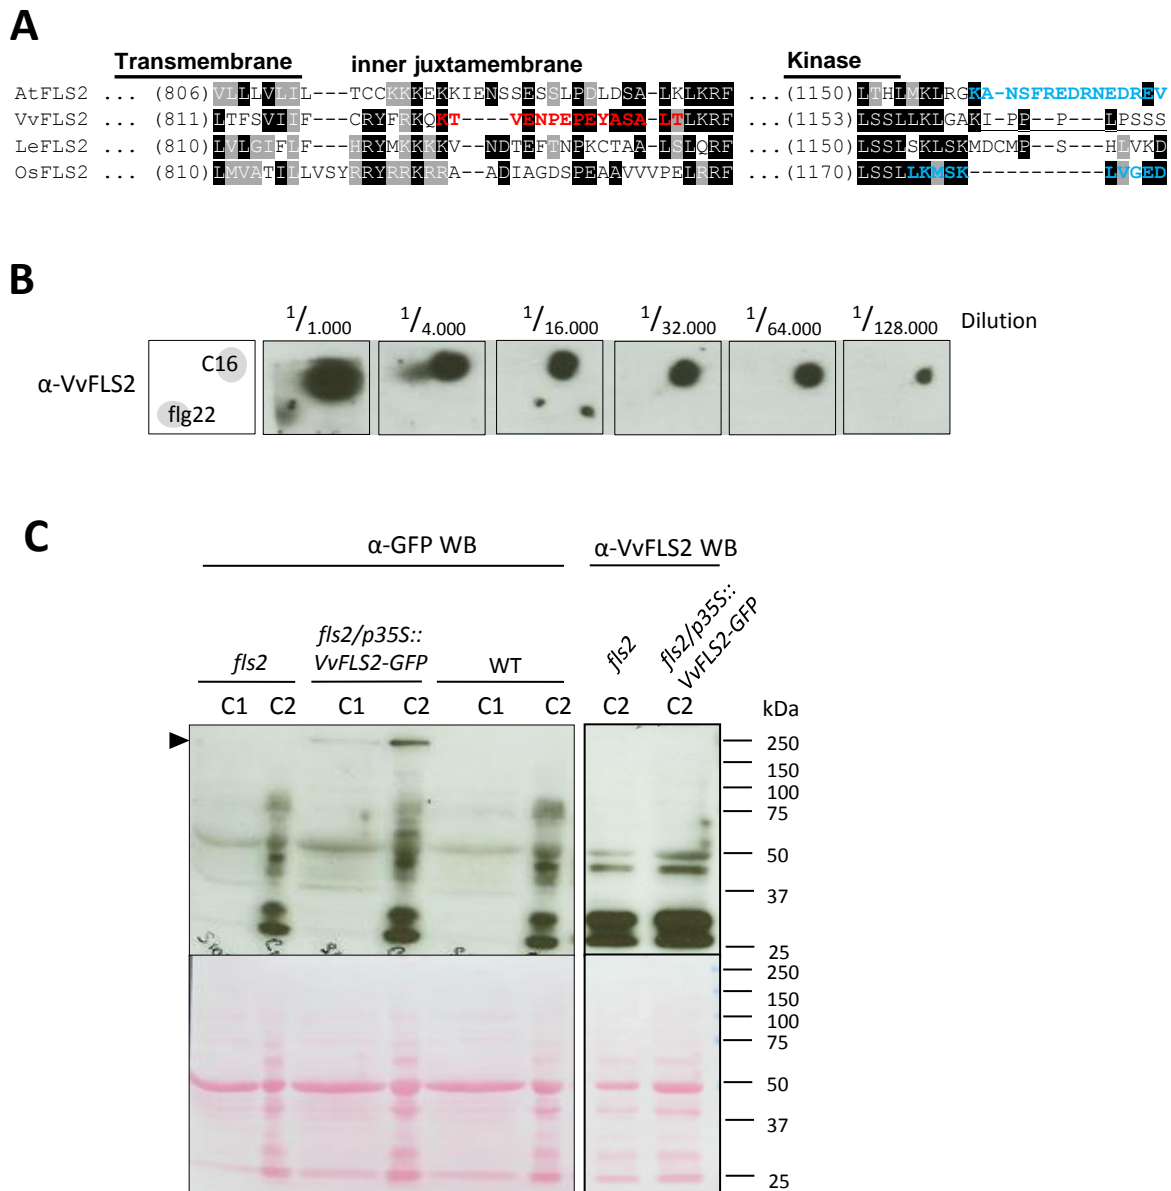 A
Transmembrane inner juxtamembrane Kinase
AtFLS2 ... (806)VLLLVLIL---TCCKKKEKKIENSSESSLPDLDSA-LKLKRF ...(1150)LTHLMKLRGKA-NSFREDRNEDREV
VvFLS2 ... (811)LTFSVIIF---CRYFRKQKT----VENPEPEYASA-LTLKRF ...(1153)LSSLLKLGAKI-PP--P---LPSSS
LeFLS2 ... (810)LVLGIFLF---HRYMKKKKV--NDTEFTNPKCTAA-LSLQRF ...(1150)LSSLSKLSKMDCMP--S---HLVKD
OsFLS2 ... (810)LMVATILLVSYRRYRRKRRA--ADIAGDSPEAAVVVPELRRF ...(1170)LSSLLKMSK-----------LVGED
B
1/1.000 1/4.000 1/16.000 1/32.000 1/64.000 1/128.000 Dilution
C16
α-VvFLS2
flg22
C
α-GFP WB α-VvFLS2 WB
fls2 fls2/p35S::VvFLS2-GFP WT fls2 fls2/p35S::VvFLS2-GFP
C1 C2 C1 C2 C1 C2 C2 C2 kDa
250
150
100
75
50
37
25
250
150
100
75
50
37
25